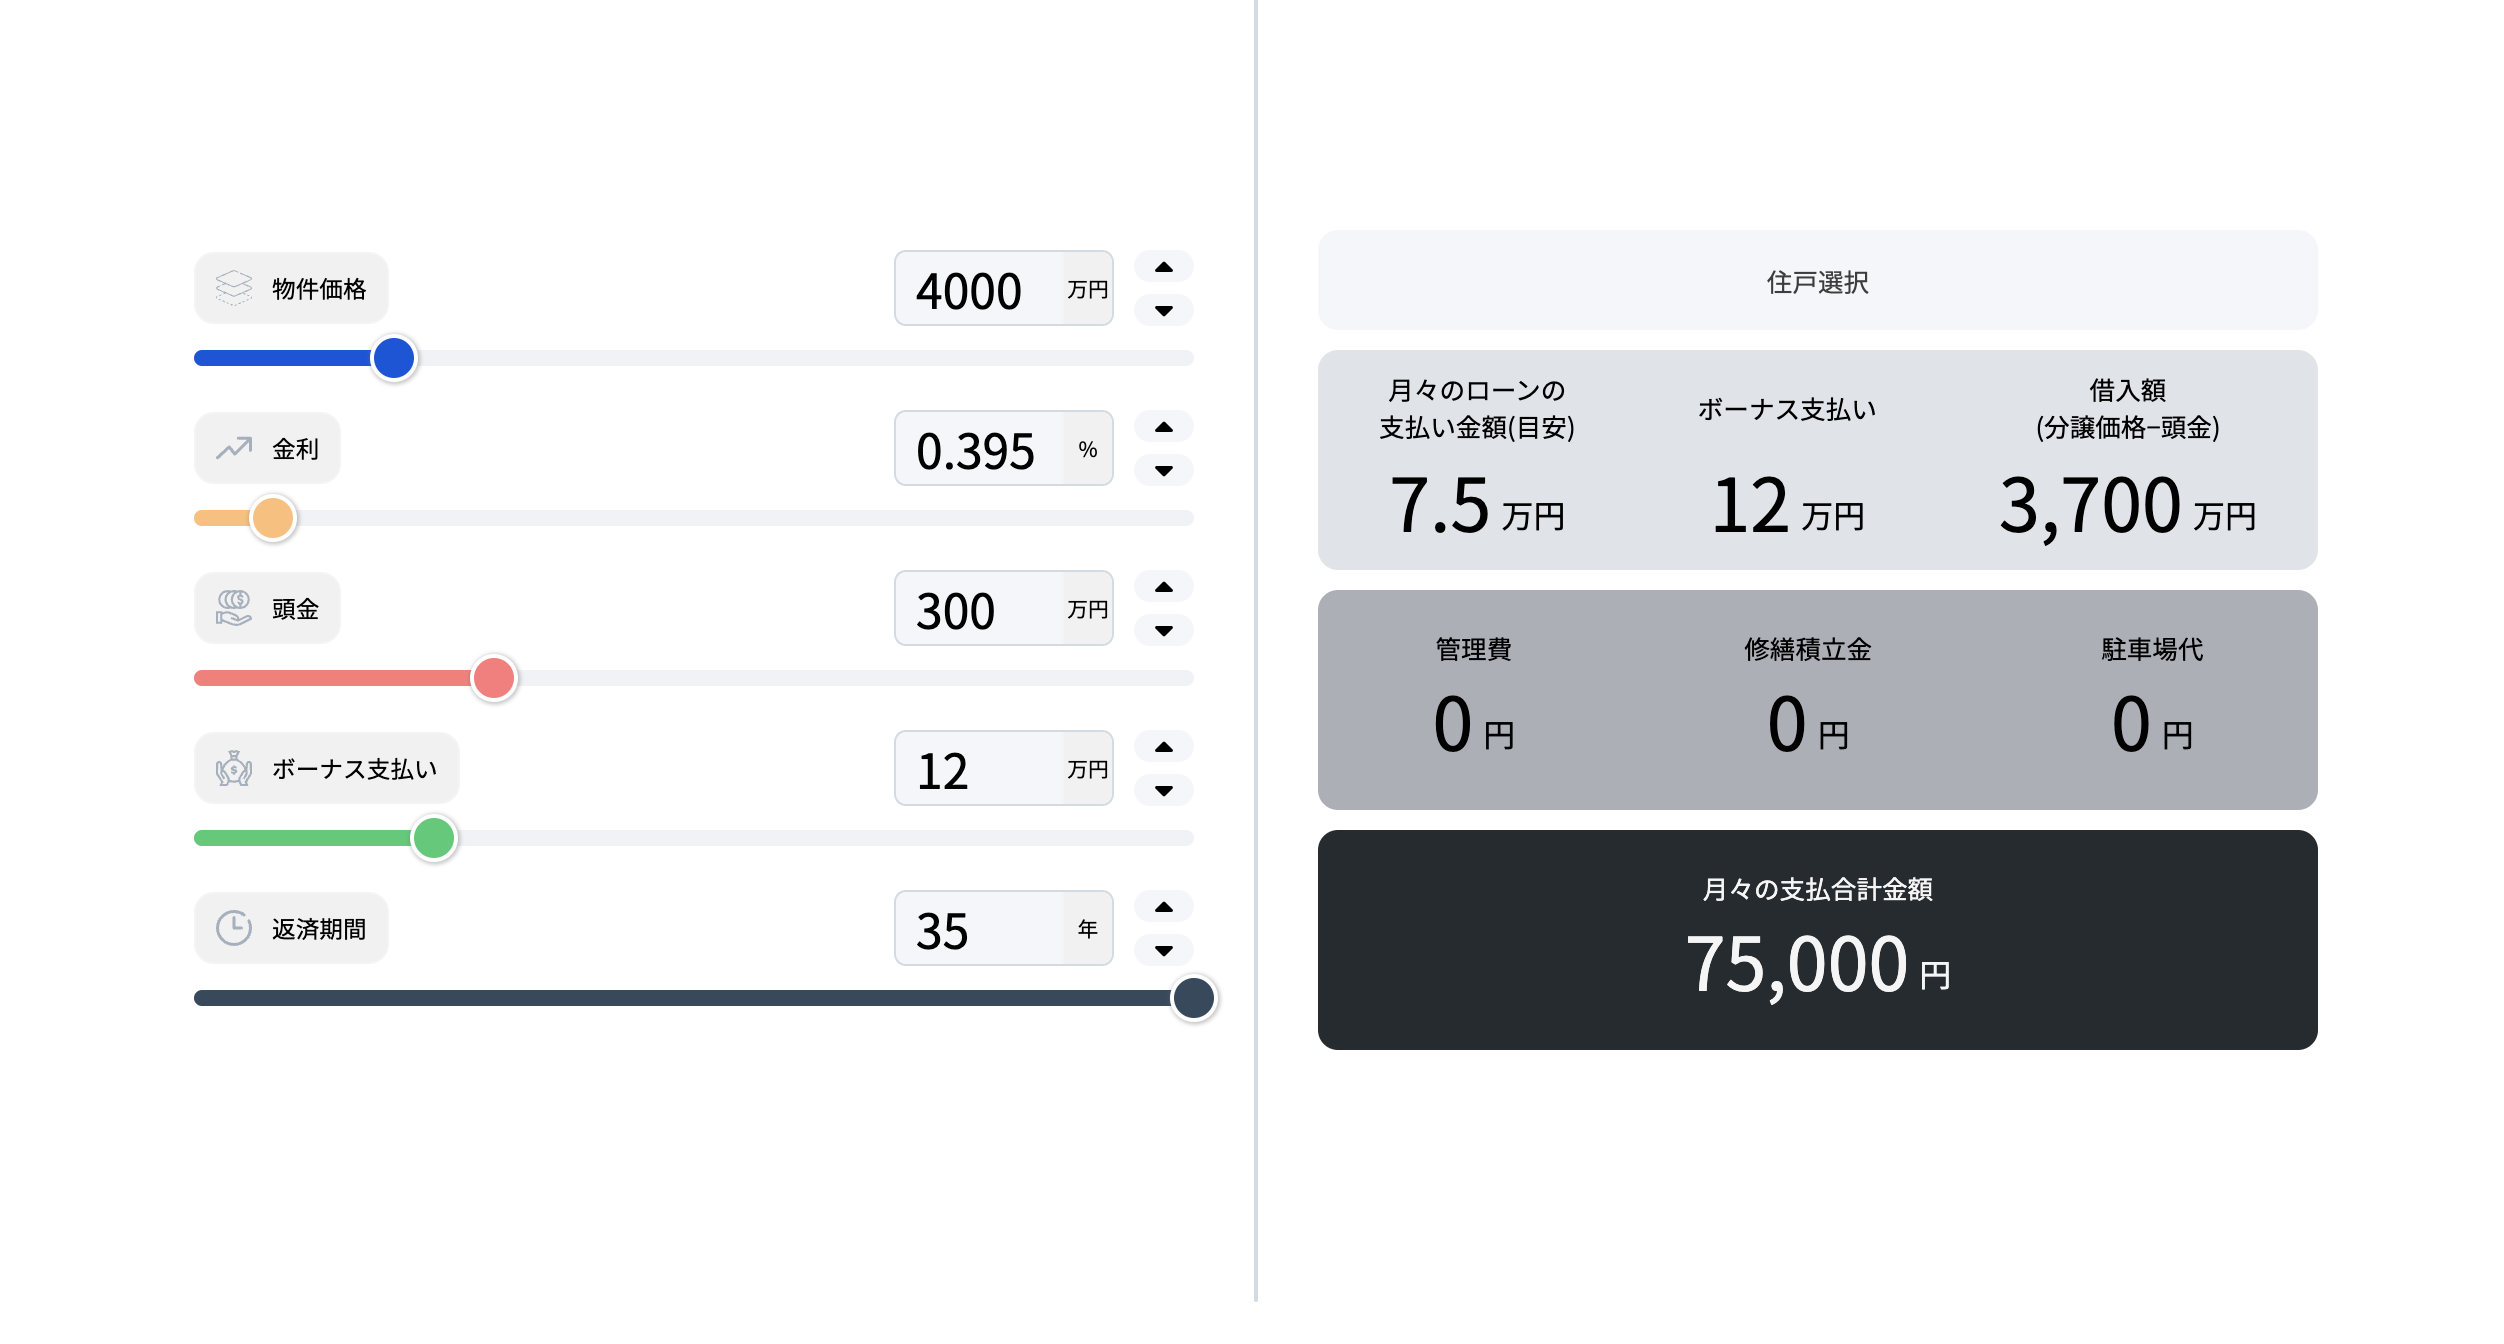 物件価格
4000 万円
金利
0.395 %
頭金
300 万円
ボーナス支払い
12 万円
返済期間
35 年
住戸選択
月々のローンの
支払い金額(目安)
7.5 万円
ボーナス支払い
12 万円
借入額
(分譲価格−頭金)
3,700 万円
管理費
0 円
修繕積立金
0 円
駐車場代
0 円
月々の支払合計金額
75,000 円